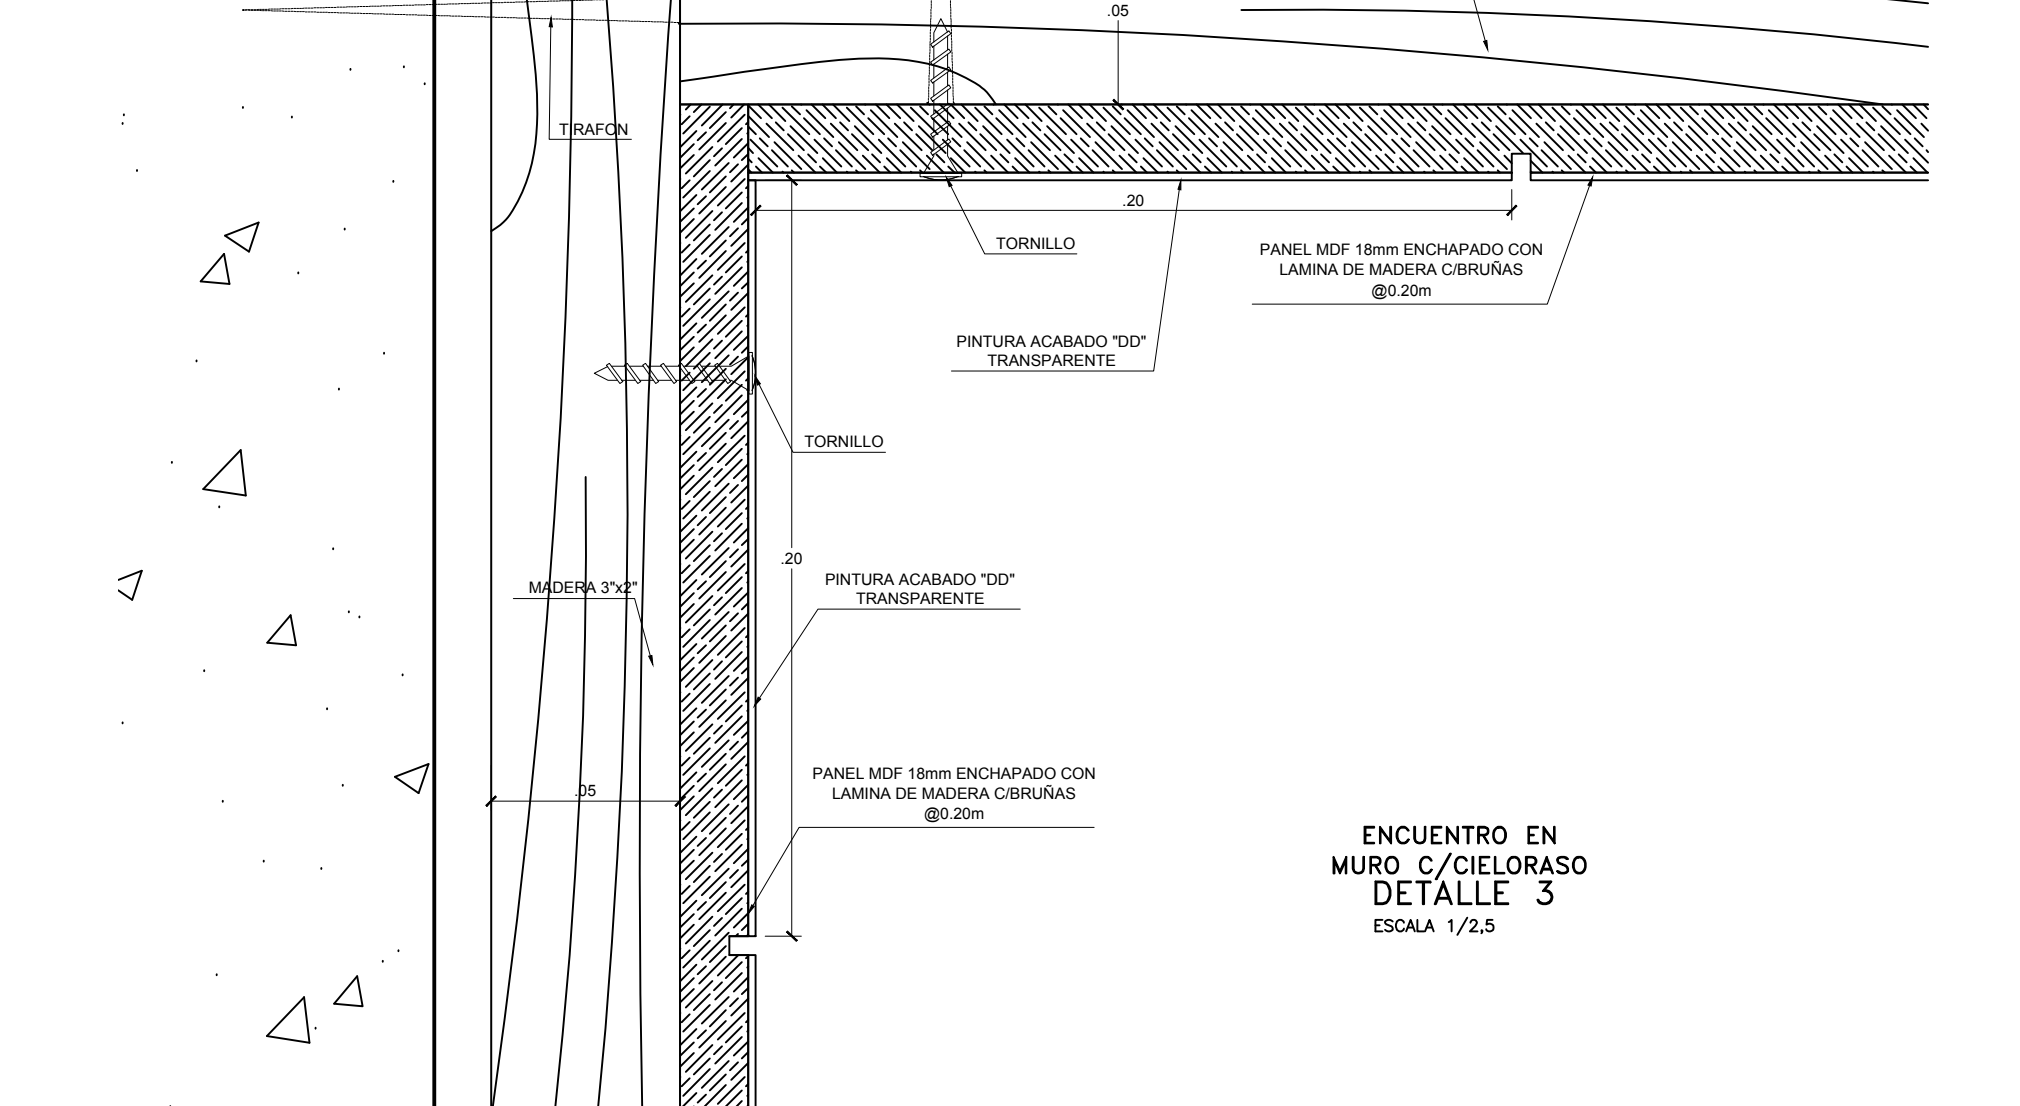 .05
TIRAFON
.20
TORNILLO
PANEL MDF 18mm ENCHAPADO CON
LAMINA DE MADERA C/BRUÑAS
@0.20m
PINTURA ACABADO "DD"
TRANSPARENTE
TORNILLO
.20
MADERA 3"x2"
PINTURA ACABADO "DD"
TRANSPARENTE
.05
PANEL MDF 18mm ENCHAPADO CON
LAMINA DE MADERA C/BRUÑAS
@0.20m
ENCUENTRO EN
MURO C/CIELORASO
DETALLE 3
ESCALA 1/2,5